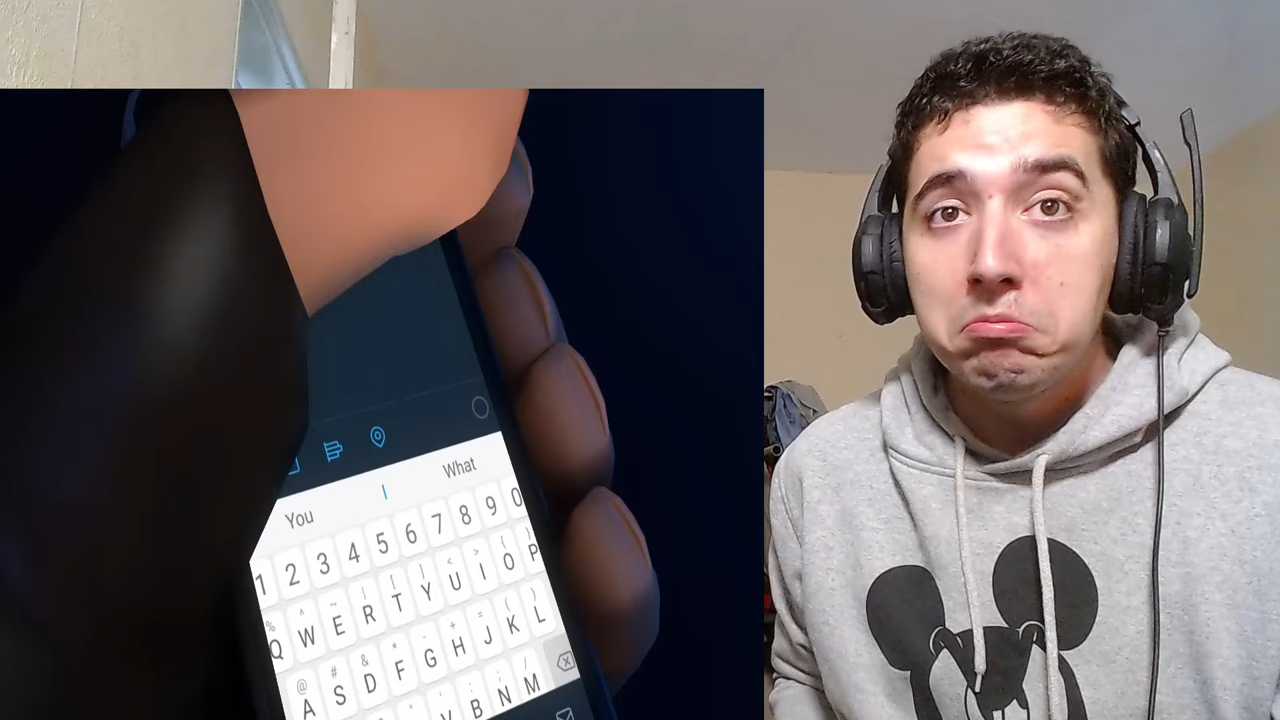 You I What
1 2 3 4 5 6 7 8 9 0
% ^ ~ | [ ] < > { }
Q W E R T Y U I O P
@ # & * - + = ( )
A S D F G H J K L
V B N M /